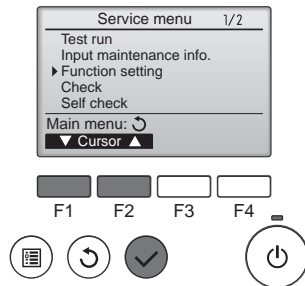 Service menu 1/2
Test run
Input maintenance info.
Function setting
Check
Self check
Main menu:
Cursor
F1 F2 F3 F4